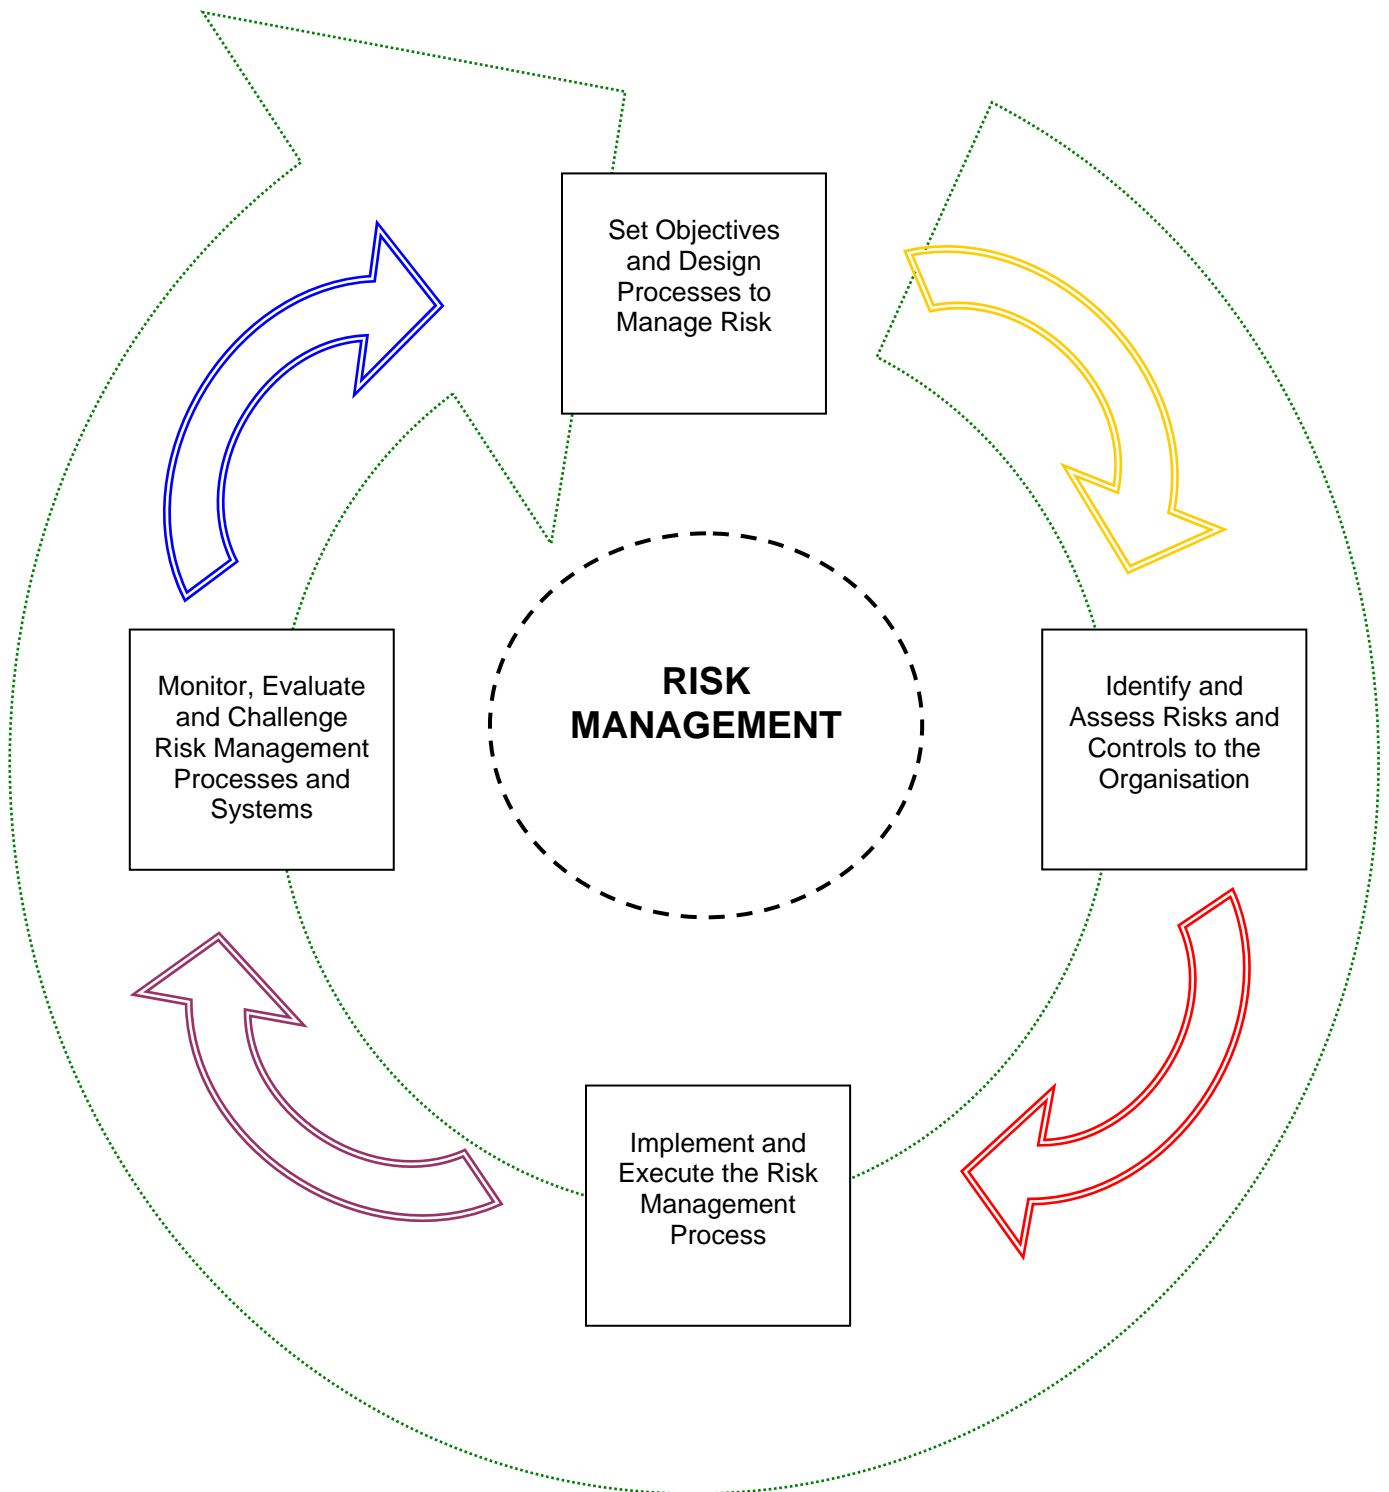 Set Objectives
and Design
Processes to
Manage Risk
RISK
MANAGEMENT
Monitor, Evaluate
and Challenge
Risk Management
Processes and
Systems
Identify and
Assess Risks and
Controls to the
Organisation
Implement and
Execute the Risk
Management
Process